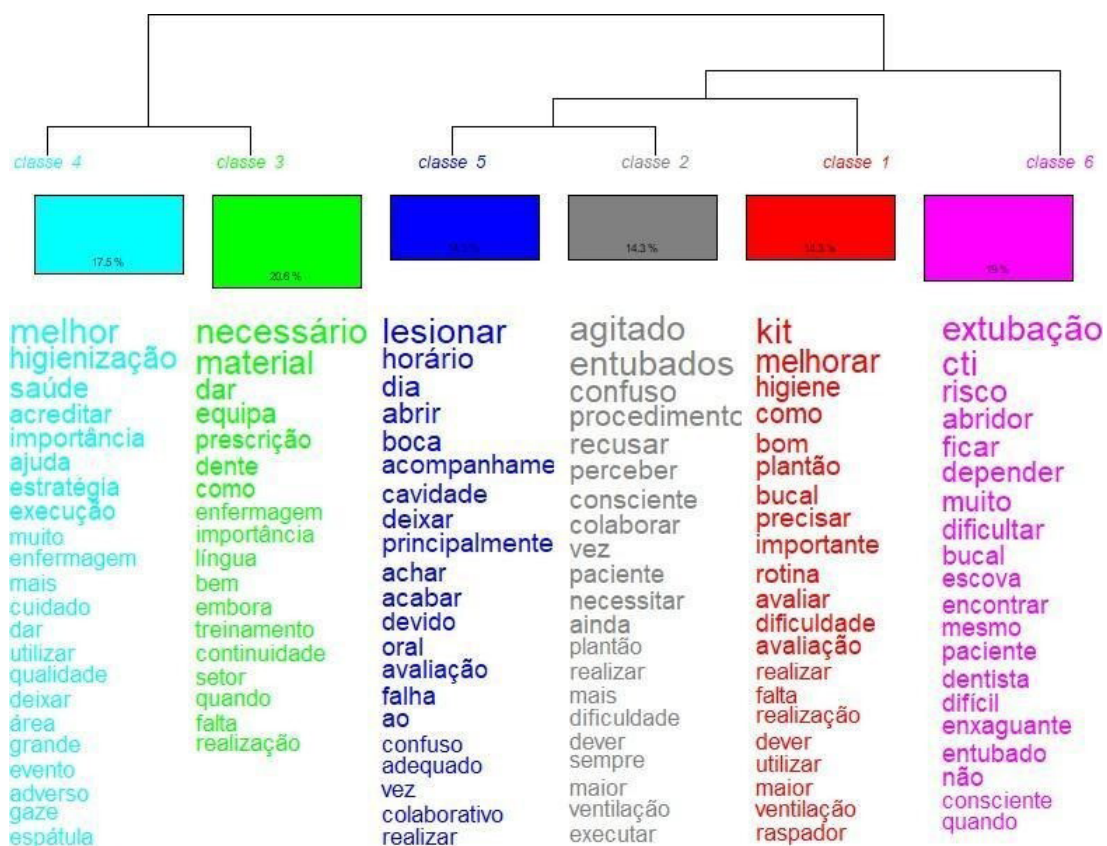 classe 4
classe 3
classe 5
classe 2
classe 1
classe 6
17.5 %
20.6 %
14.3 %
19 %
melhor
higienização
saúde
acreditar
importância
ajuda
estratégia
execução
muito
enfermagem
mais
cuidado
dar
utilizar
qualidade
deixar
área
grande
evento
adverso
gaze
espátula
necessário
material
dar
equipa
prescrição
dente
como
enfermagem
importância
língua
bem
embora
treinamento
continuidade
setor
quando
falta
realização
lesionar
horário
dia
abrir
boca
acompanhame
cavidade
deixar
principalmente
achar
acabar
devido
oral
avaliação
falha
ao
confuso
adequado
vez
colaborativo
realizar
agitado
entubados
confuso
procedimento
recusar
perceber
consciente
colaborar
vez
paciente
necessitar
ainda
plantão
realizar
mais
dificuldade
dever
sempre
maior
ventilação
executar
kit
melhorar
higiene
como
bom
plantão
bucal
precisar
importante
rotina
avaliar
dificuldade
avaliação
realizar
falta
realização
dever
utilizar
maior
ventilação
raspador
extubação
cti
risco
abridor
ficar
depender
muito
dificultar
bucal
escova
encontrar
mesmo
paciente
dentista
difícil
enxaguante
entubado
não
consciente
quando